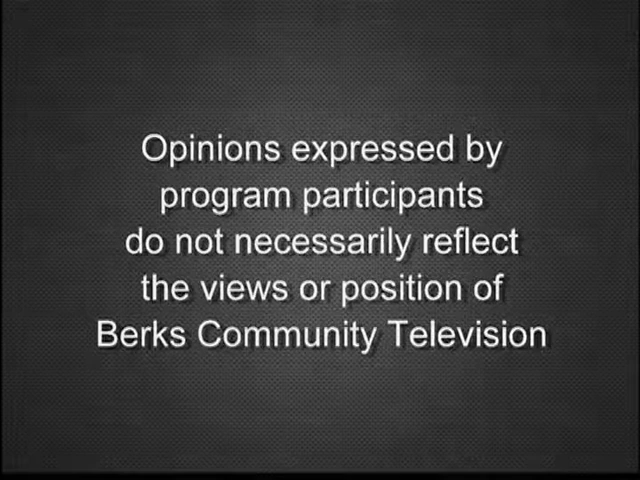 Opinions expressed by
program participants
do not necessarily reflect
the views or position of
Berks Community Television